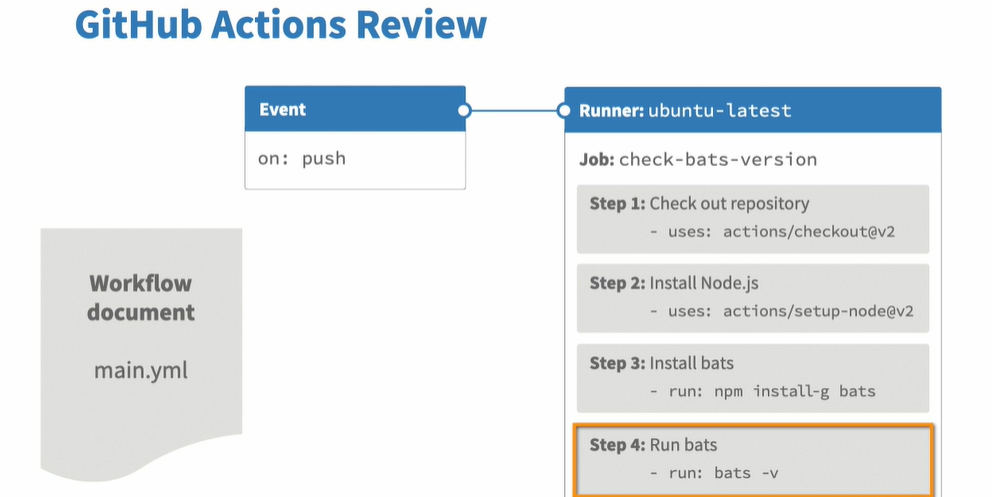 GitHub Actions Review
Event
on: push
Workflow
document
main.yml
Runner: ubuntu-latest
Job: check-bats-version
Step 1: Check out repository
- uses: actions/checkout@v2
Step 2: Install Node.js
- uses: actions/setup-node@v2
Step 3: Install bats
- run: npm install-g bats
Step 4: Run bats
- run: bats -v